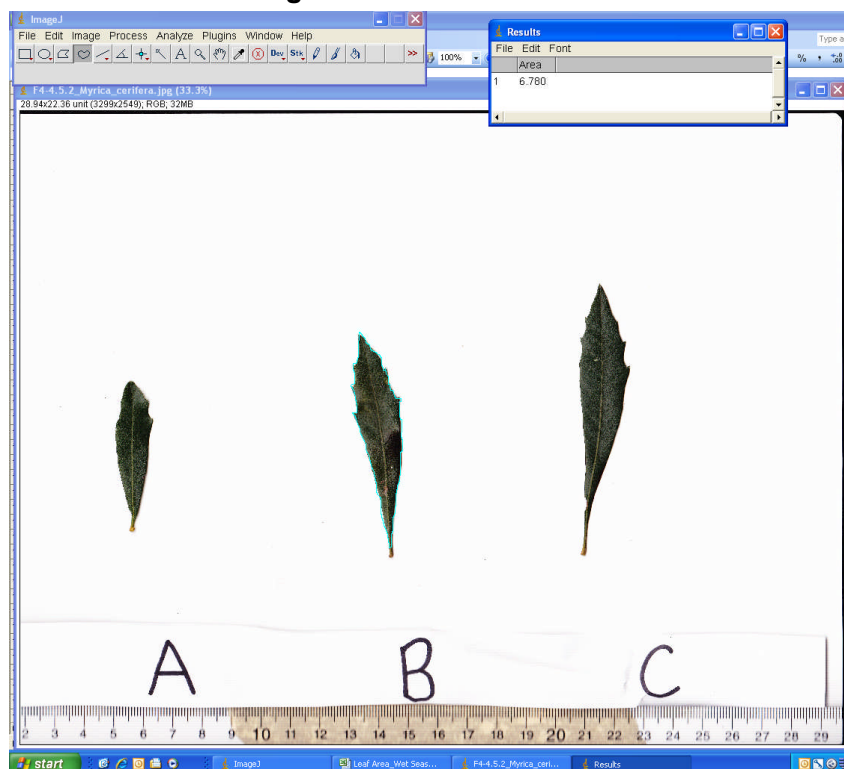 ImageJ
File Edit Image Process Analyze Plugins Window Help
A Dev Stk >>
100%
Type a
%
Results
File Edit Font
Area
1 6.780
F4-4.5.2_Myrica_cerifera.jpg (33.3%)
28.94x22.36 unit (3299x2549); RGB; 32MB
A B C
2 3 4 5 6 7 8 9 10 11 12 13 14 15 16 17 18 19 20 21 22 23 24 25 26 27 28 29
start ImageJ Leaf Area_Wet Seas... F4-4.5.2_Myrica_ceri... Results